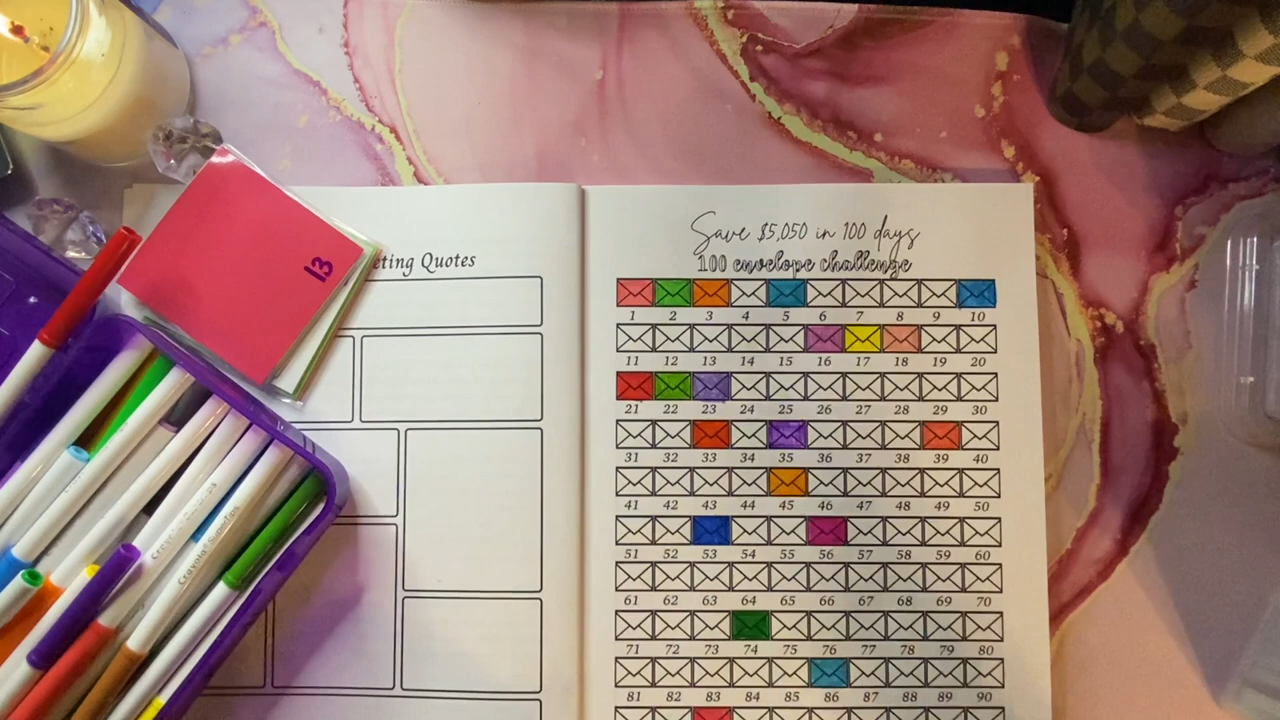 13
eting Quotes
Save $5,050 in 100 days
100 envelope challenge
1 2 3 4 5 6 7 8 9 10
11 12 13 14 15 16 17 18 19 20
21 22 23 24 25 26 27 28 29 30
31 32 33 34 35 36 37 38 39 40
41 42 43 44 45 46 47 48 49 50
51 52 53 54 55 56 57 58 59 60
61 62 63 64 65 66 67 68 69 70
71 72 73 74 75 76 77 78 79 80
81 82 83 84 85 86 87 88 89 90
Crayola SuperTips